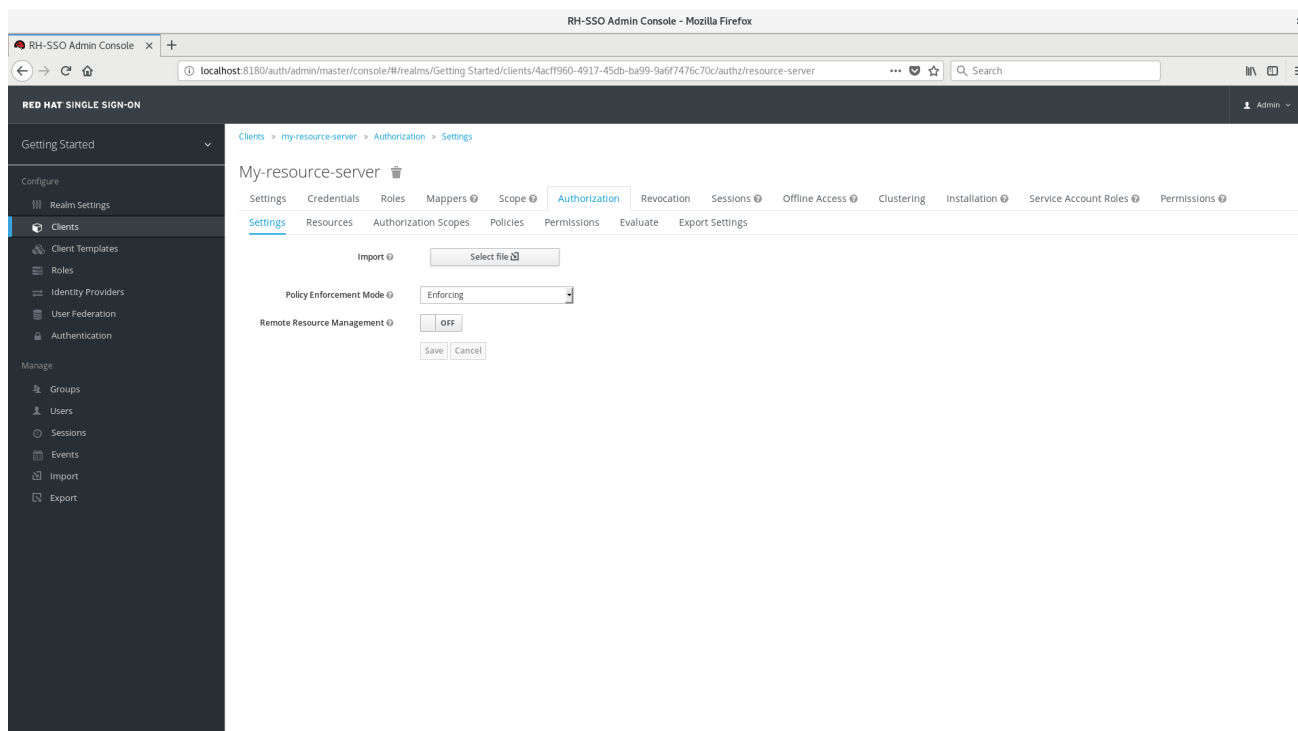 RH-SSO Admin Console - Mozilla Firefox
RH-SSO Admin Console
localhost:8180/auth/admin/master/console/#/realms/Getting Started/clients/4acff960-4917-45db-ba99-9a6f7476c70c/authz/resource-server
Search
RED HAT SINGLE SIGN-ON
Admin
Getting Started
Configure
Realm Settings
Clients
Client Templates
Roles
Identity Providers
User Federation
Authentication
Manage
Groups
Users
Sessions
Events
Import
Export
Clients » my-resource-server » Authorization » Settings
My-resource-server
Settings Credentials Roles Mappers Scope Authorization Revocation Sessions Offline Access Clustering Installation Service Account Roles Permissions
Settings Resources Authorization Scopes Policies Permissions Evaluate Export Settings
Import Select file
Policy Enforcement Mode Enforcing
Remote Resource Management OFF
Save Cancel